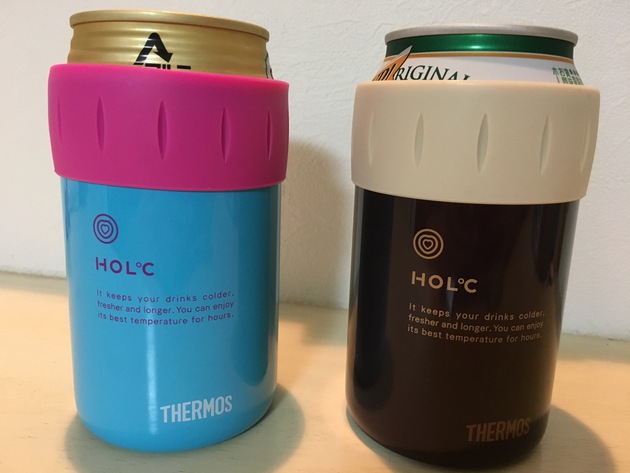 RIGINAL
HOL°C
It keeps your drinks colder,
fresher and longer. You can enjoy
its best temperature for hours.
THERMOS
HOL°C
It keeps your drinks colder,
fresher and longer. You can enjoy
its best temperature for hours.
THERMOS